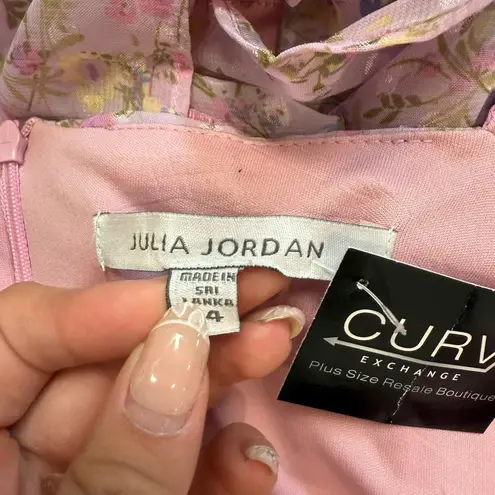 JULIA JORDAN
MADE IN
SRI
LANKA
4
CURV
EXCHANGE
Plus Size Resale Boutique